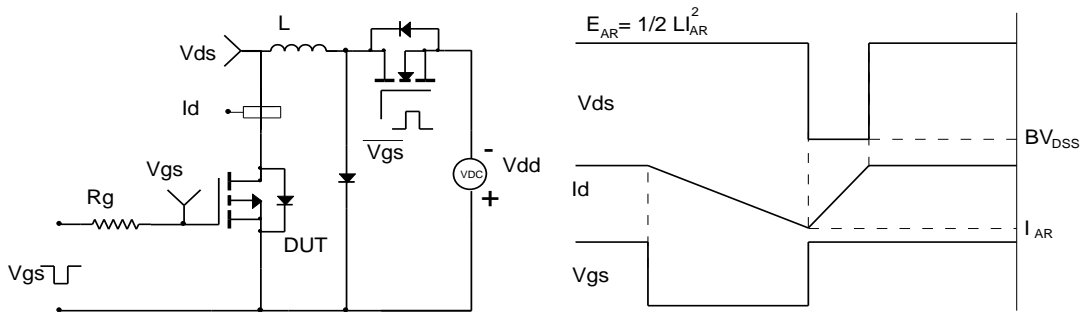 L
Vds
Id
Vgs
Rg
DUT
Vgs
Vgs
VDC
-
+
Vdd
E_AR= 1/2 LI_AR^2
Vds
BV_DSS
Id
I_AR
Vgs